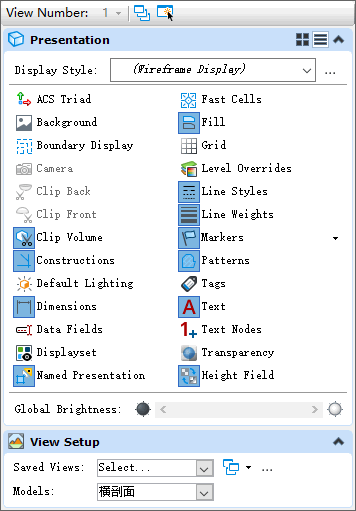 View Number: 1
Presentation
Display Style: (Wireframe Display) ...
ACS Triad Fast Cells
Background Fill
Boundary Display Grid
Camera Level Overrides
Clip Back Line Styles
Clip Front Line Weights
Clip Volume Markers
Constructions Patterns
Default Lighting Tags
Dimensions Text
Data Fields Text Nodes
Displayset Transparency
Named Presentation Height Field
Global Brightness:
View Setup
Saved Views: Select... ...
Models: 横剖面